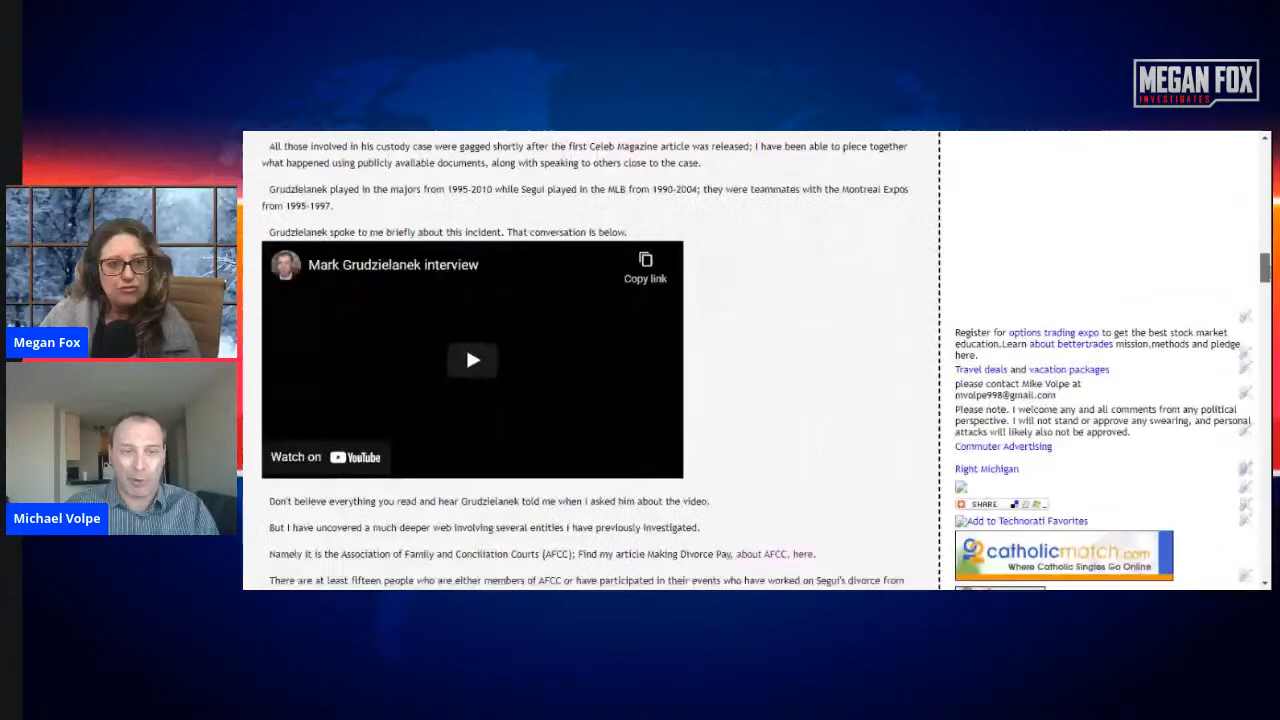 MEGAN FOX
INVESTIGATES
All those involved in his custody case were gagged shortly after the first Celeb Magazine article was released; I have been able to piece together
what happened using publicly available documents, along with speaking to others close to the case.
Grudzielanek played in the majors from 1995-2010 while Segui played in the MLB from 1990-2004; they were teammates with the Montreal Expos
from 1995-1997.
Grudzielanek spoke to me briefly about this incident. That conversation is below.
Mark Grudzielanek interview
Copy link
Watch on YouTube
Don't believe everything you read and hear Grudzielanek told me when I asked him about the video.
But I have uncovered a much deeper web involving several entities I have previously investigated.
Namely it is the Association of Family and Conciliation Courts (AFCC); Find my article Making Divorce Pay, about AFCC, here.
There are at least fifteen people who are either members of AFCC or have participated in their events who have worked on Segui's divorce from
Register for options trading expo to get the best stock market
education.Learn about bettertrades mission,methods and pledge
here.
Travel deals and vacation packages
please contact Mike Volpe at
mvolpe998@gmail.com
Please note. I welcome any and all comments from any political
perspective. I will not stand or approve any swearing, and personal
attacks will likely also not be approved.
Commuter Advertising
Right Michigan
SHARE
Add to Technorati Favorites
catholicmatch.com
Where Catholic Singles Go Online
Megan Fox
Michael Volpe